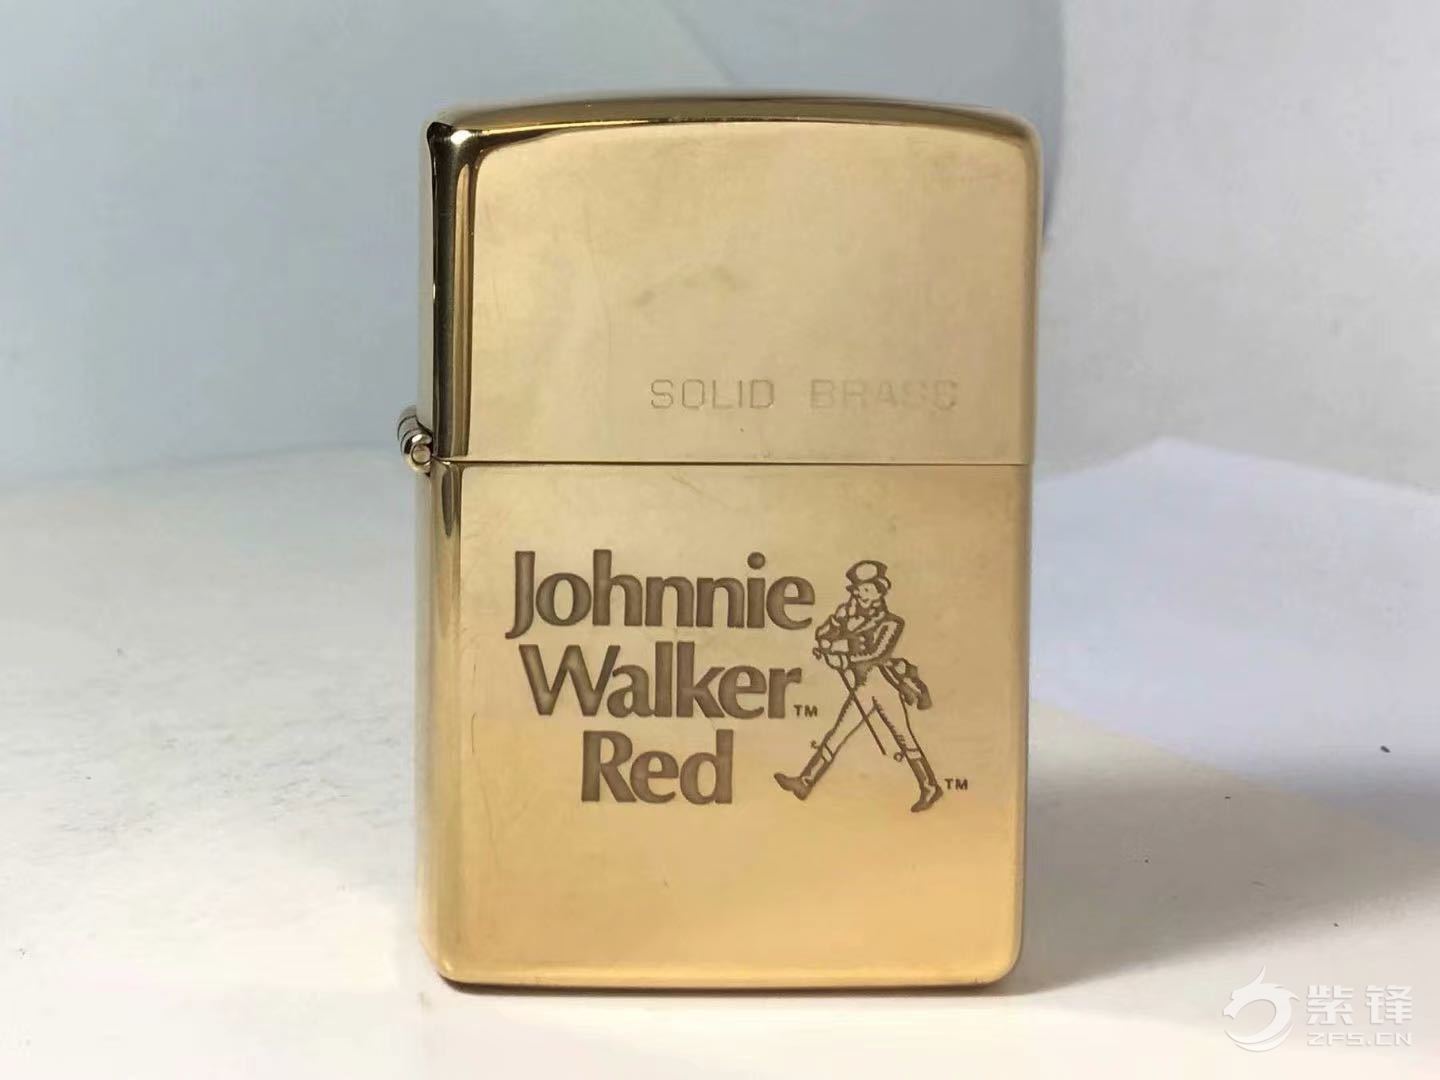 SOLID BRASS
Johnnie
Walker™
Red
™
紫锋
ZFS.CN